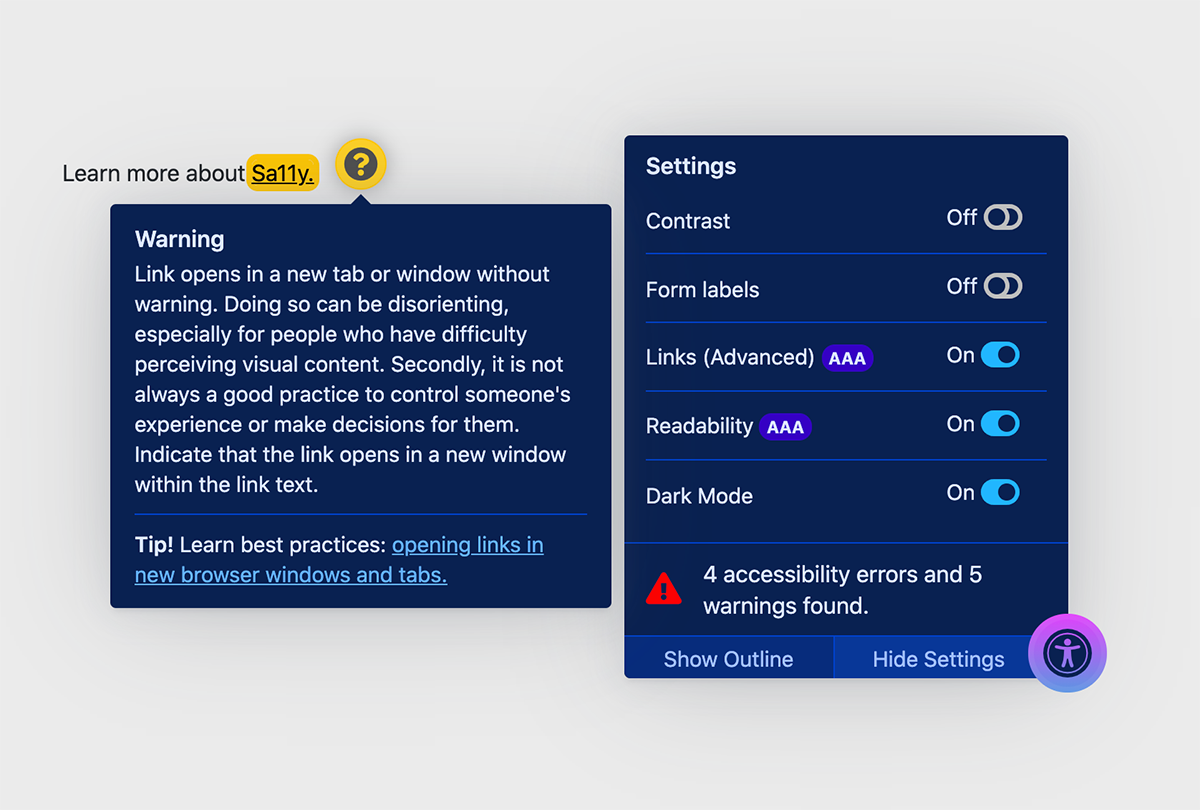 Learn more about Sa11y. ?
Warning
Link opens in a new tab or window without
warning. Doing so can be disorienting,
especially for people who have difficulty
perceiving visual content. Secondly, it is not
always a good practice to control someone's
experience or make decisions for them.
Indicate that the link opens in a new window
within the link text.
Tip! Learn best practices: opening links in
new browser windows and tabs.
Settings
Contrast Off
Form labels Off
Links (Advanced) AAA On
Readability AAA On
Dark Mode On
4 accessibility errors and 5
warnings found.
Show Outline Hide Settings